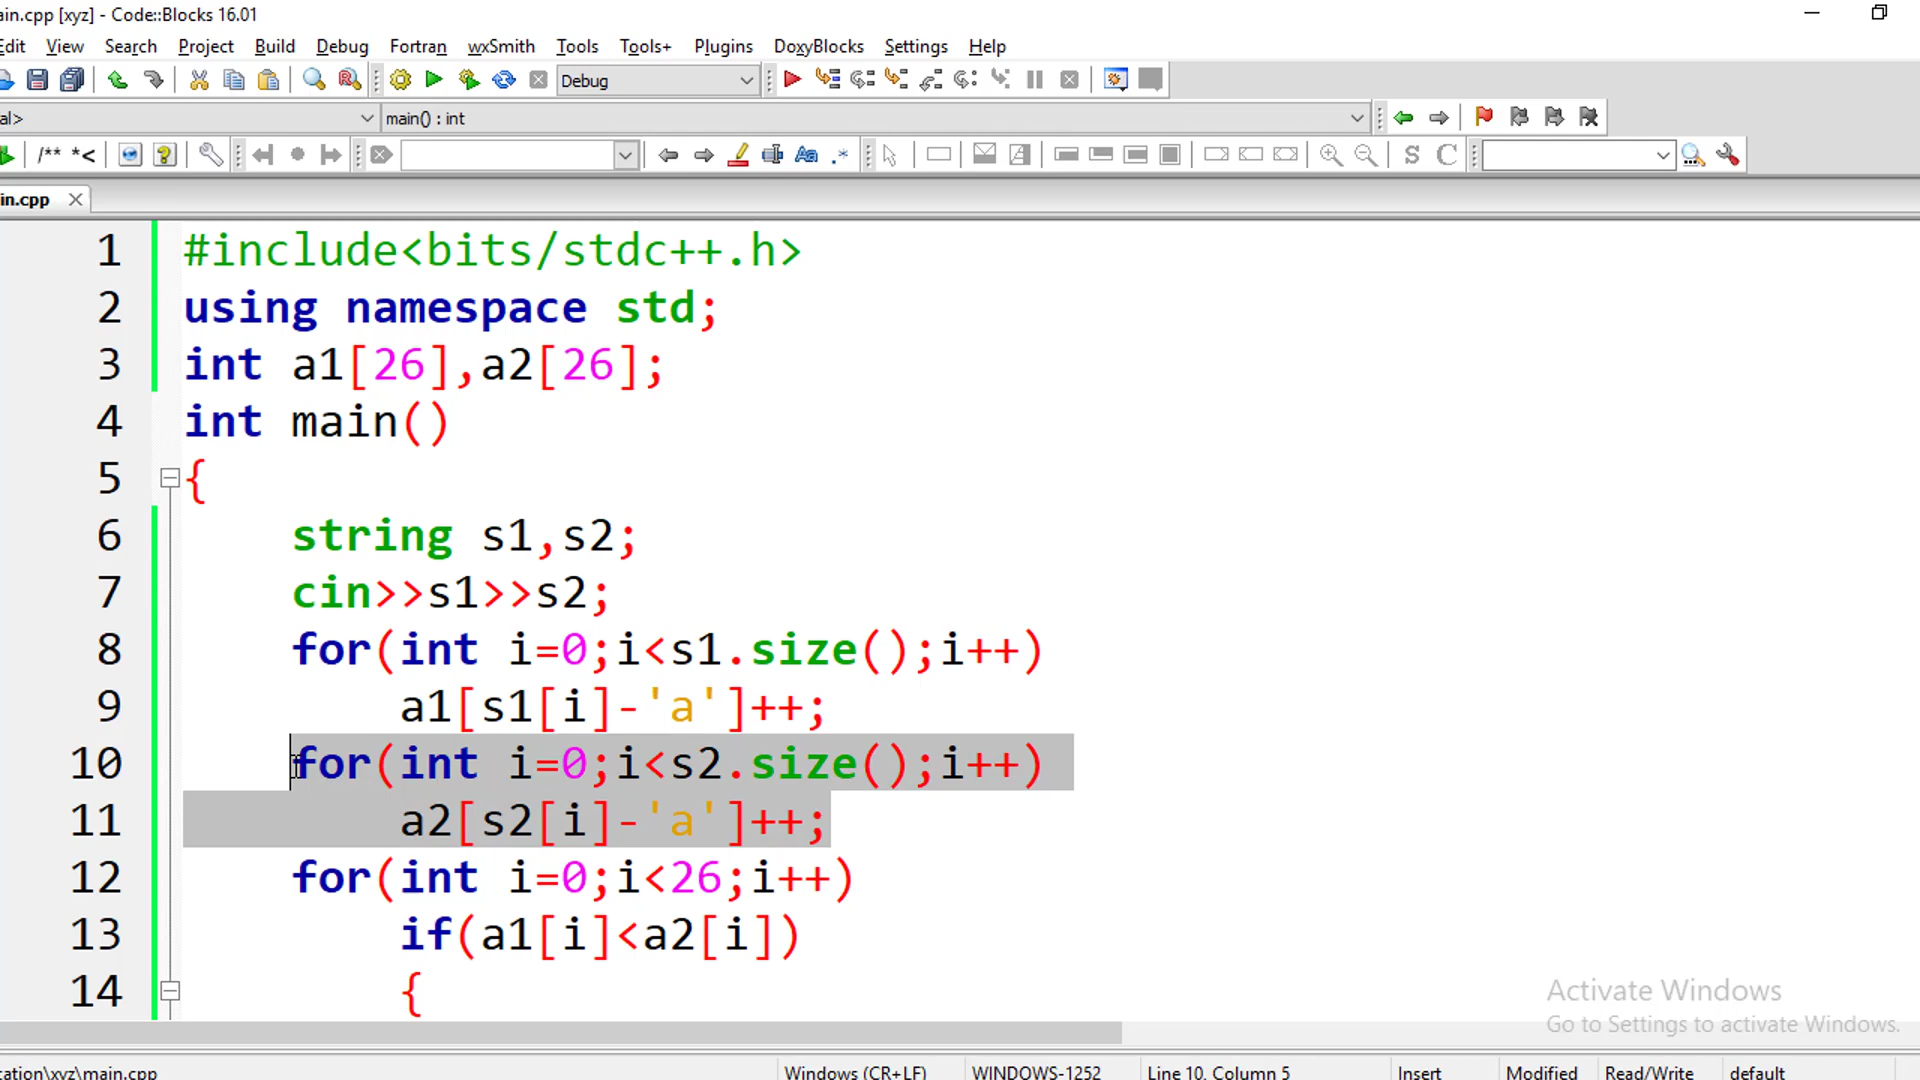 ain.cpp [xyz] - Code::Blocks 16.01
Edit View Search Project Build Debug Fortran wxSmith Tools Tools+ Plugins DoxyBlocks Settings Help
Debug
al> main() : int
/** *< Aa .* S C
in.cpp
1 #include<bits/stdc++.h>
2 using namespace std;
3 int a1[26],a2[26];
4 int main()
5 {
6 string s1,s2;
7 cin>>s1>>s2;
8 for(int i=0;i<s1.size();i++)
9 a1[s1[i]-'a']++;
10 for(int i=0;i<s2.size();i++)
11 a2[s2[i]-'a']++;
12 for(int i=0;i<26;i++)
13 if(a1[i]<a2[i])
14 {
Activate Windows
Go to Settings to activate Windows.
cation\xyz\main.cpp Windows (CR+LF) WINDOWS-1252 Line 10, Column 5 Insert Modified Read/Write default